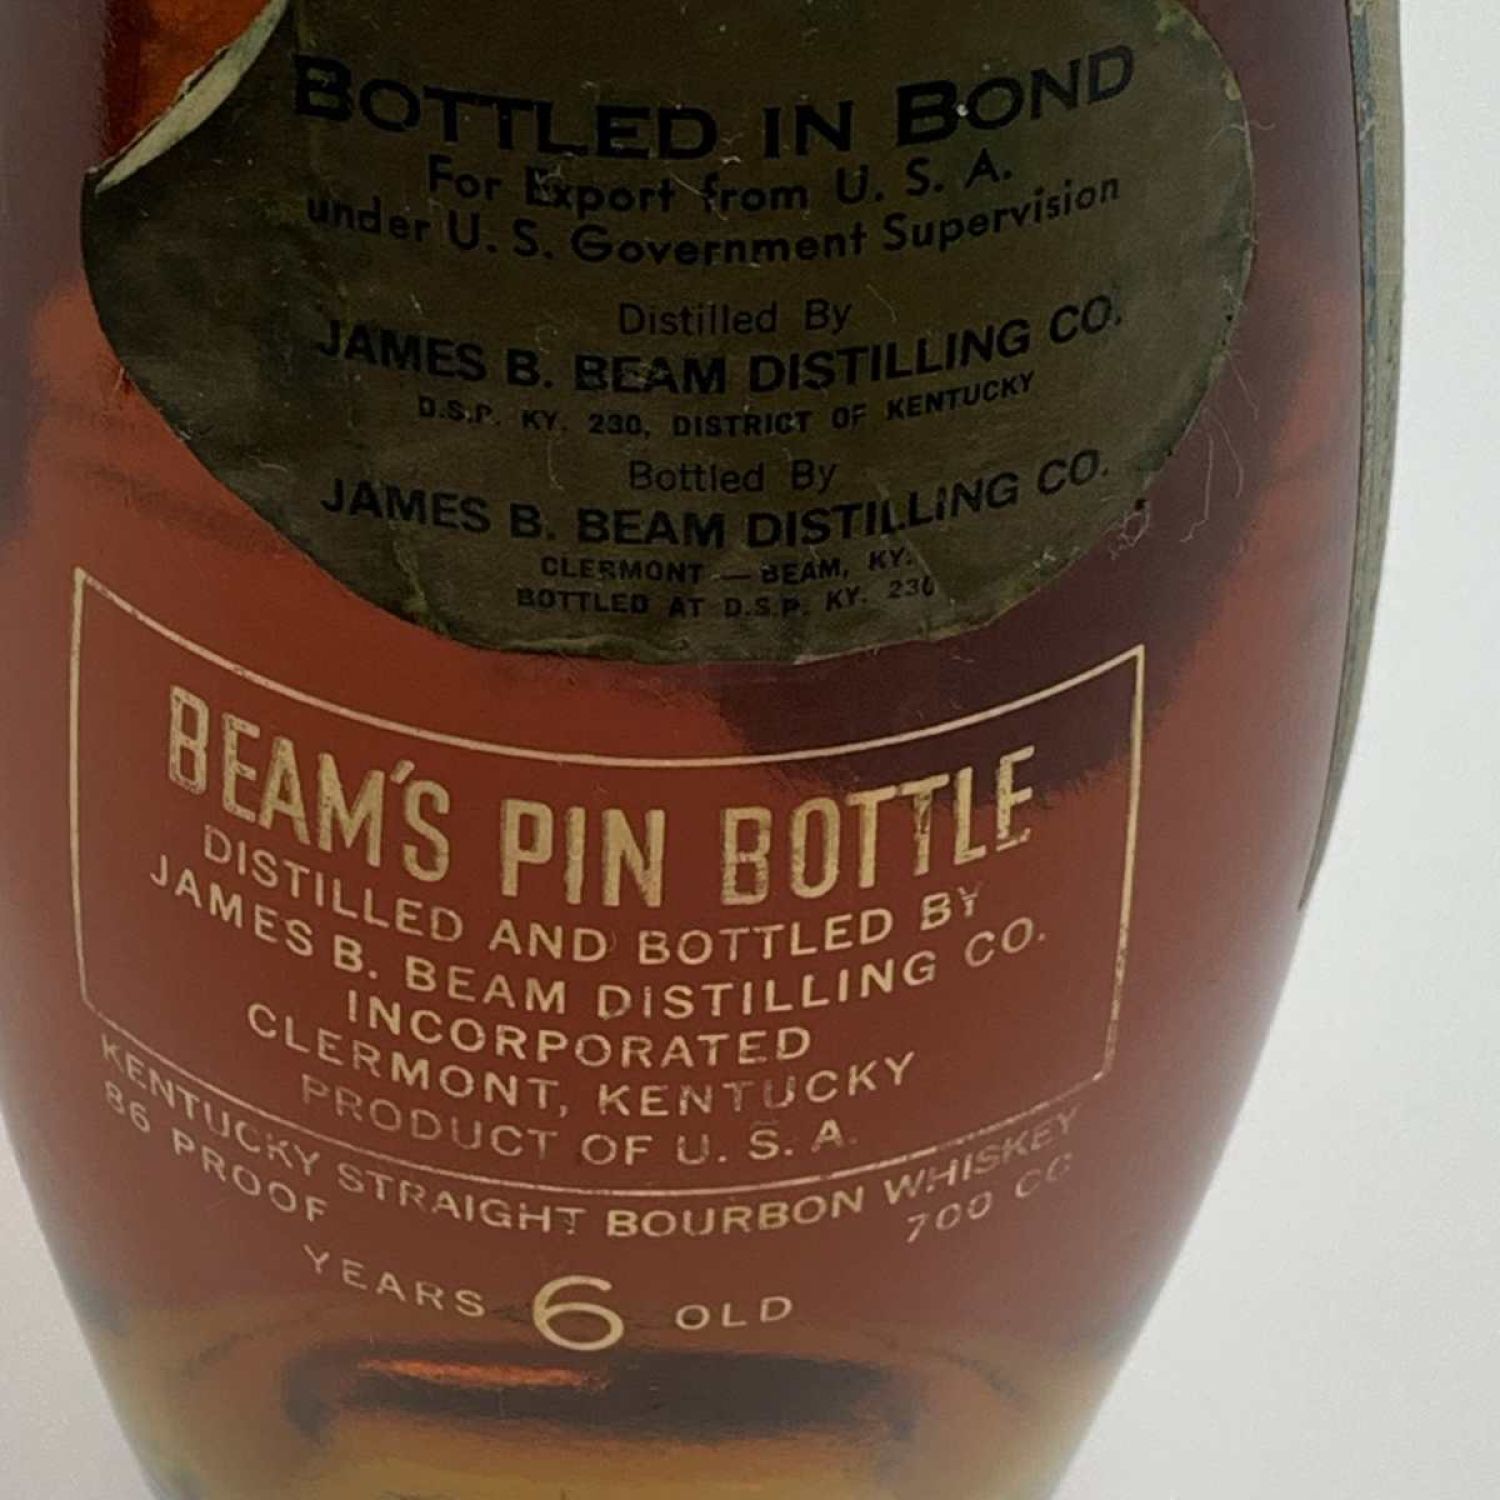 BOTTLED IN BOND
For Export from U. S. A.
under U. S. Government Supervision
Distilled By
JAMES B. BEAM DISTILLING CO.
D.S.P. KY. 230, DISTRICT OF KENTUCKY
Bottled By
JAMES B. BEAM DISTILLING CO.
CLERMONT — BEAM, KY.
BOTTLED AT D.S.P. KY. 230
BEAM'S PIN BOTTLE
DISTILLED AND BOTTLED BY
JAMES B. BEAM DISTILLING CO.
INCORPORATED
CLERMONT, KENTUCKY
PRODUCT OF U. S. A.
KENTUCKY STRAIGHT BOURBON WHISKEY
86 PROOF 700 CC
YEARS 6 OLD